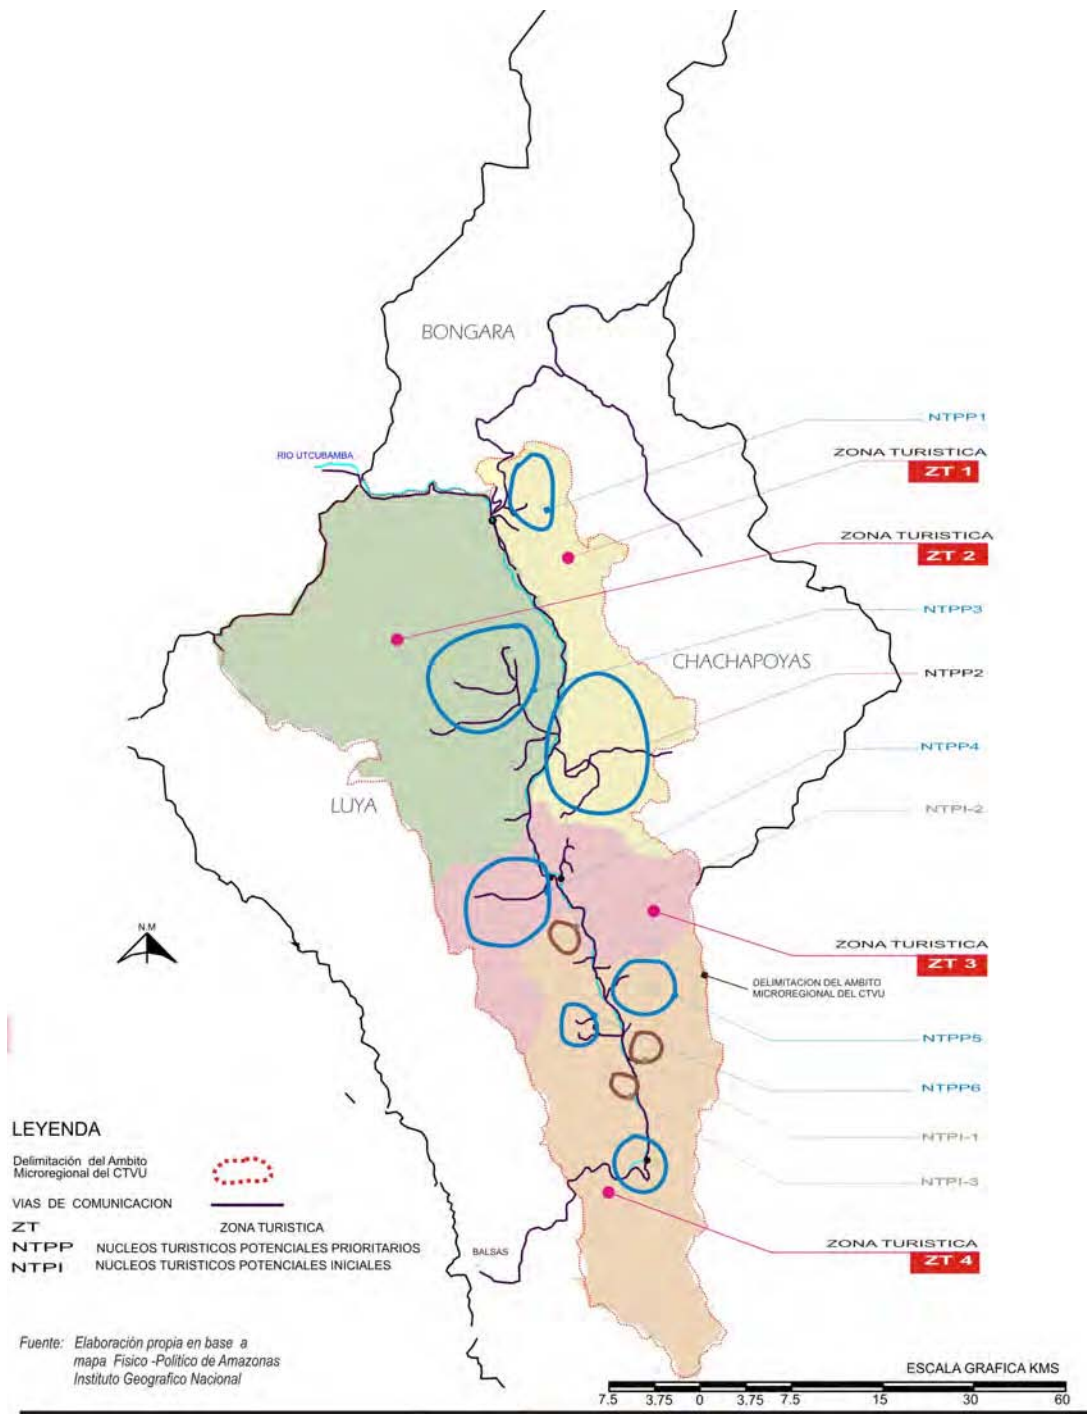 BONGARA
NTPP1
RIO UTCUBAMBA
ZONA TURISTICA
ZT 1
ZONA TURISTICA
ZT 2
NTPP3
CHACHAPOYAS
NTPP2
NTPP4
LUYA
NTPI-2
N.M
ZONA TURISTICA
ZT 3
DELIMITACION DEL AMBITO
MICROREGIONAL DEL CTVU
NTPP5
NTPP6
LEYENDA
NTPI-1
Delimitación del Ambito
Microregional del CTVU
NTPI-3
VIAS DE COMUNICACION
ZT ZONA TURISTICA
NTPP NUCLEOS TURISTICOS POTENCIALES PRIORITARIOS
NTPI NUCLEOS TURISTICOS POTENCIALES INICIALES
BALSAS
ZONA TURISTICA
ZT 4
Fuente: Elaboración propia en base a
mapa Fisico -Politico de Amazonas
Instituto Geografico Nacional
ESCALA GRAFICA KMS
7.5 3.75 0 3.75 7.5 15 30 60